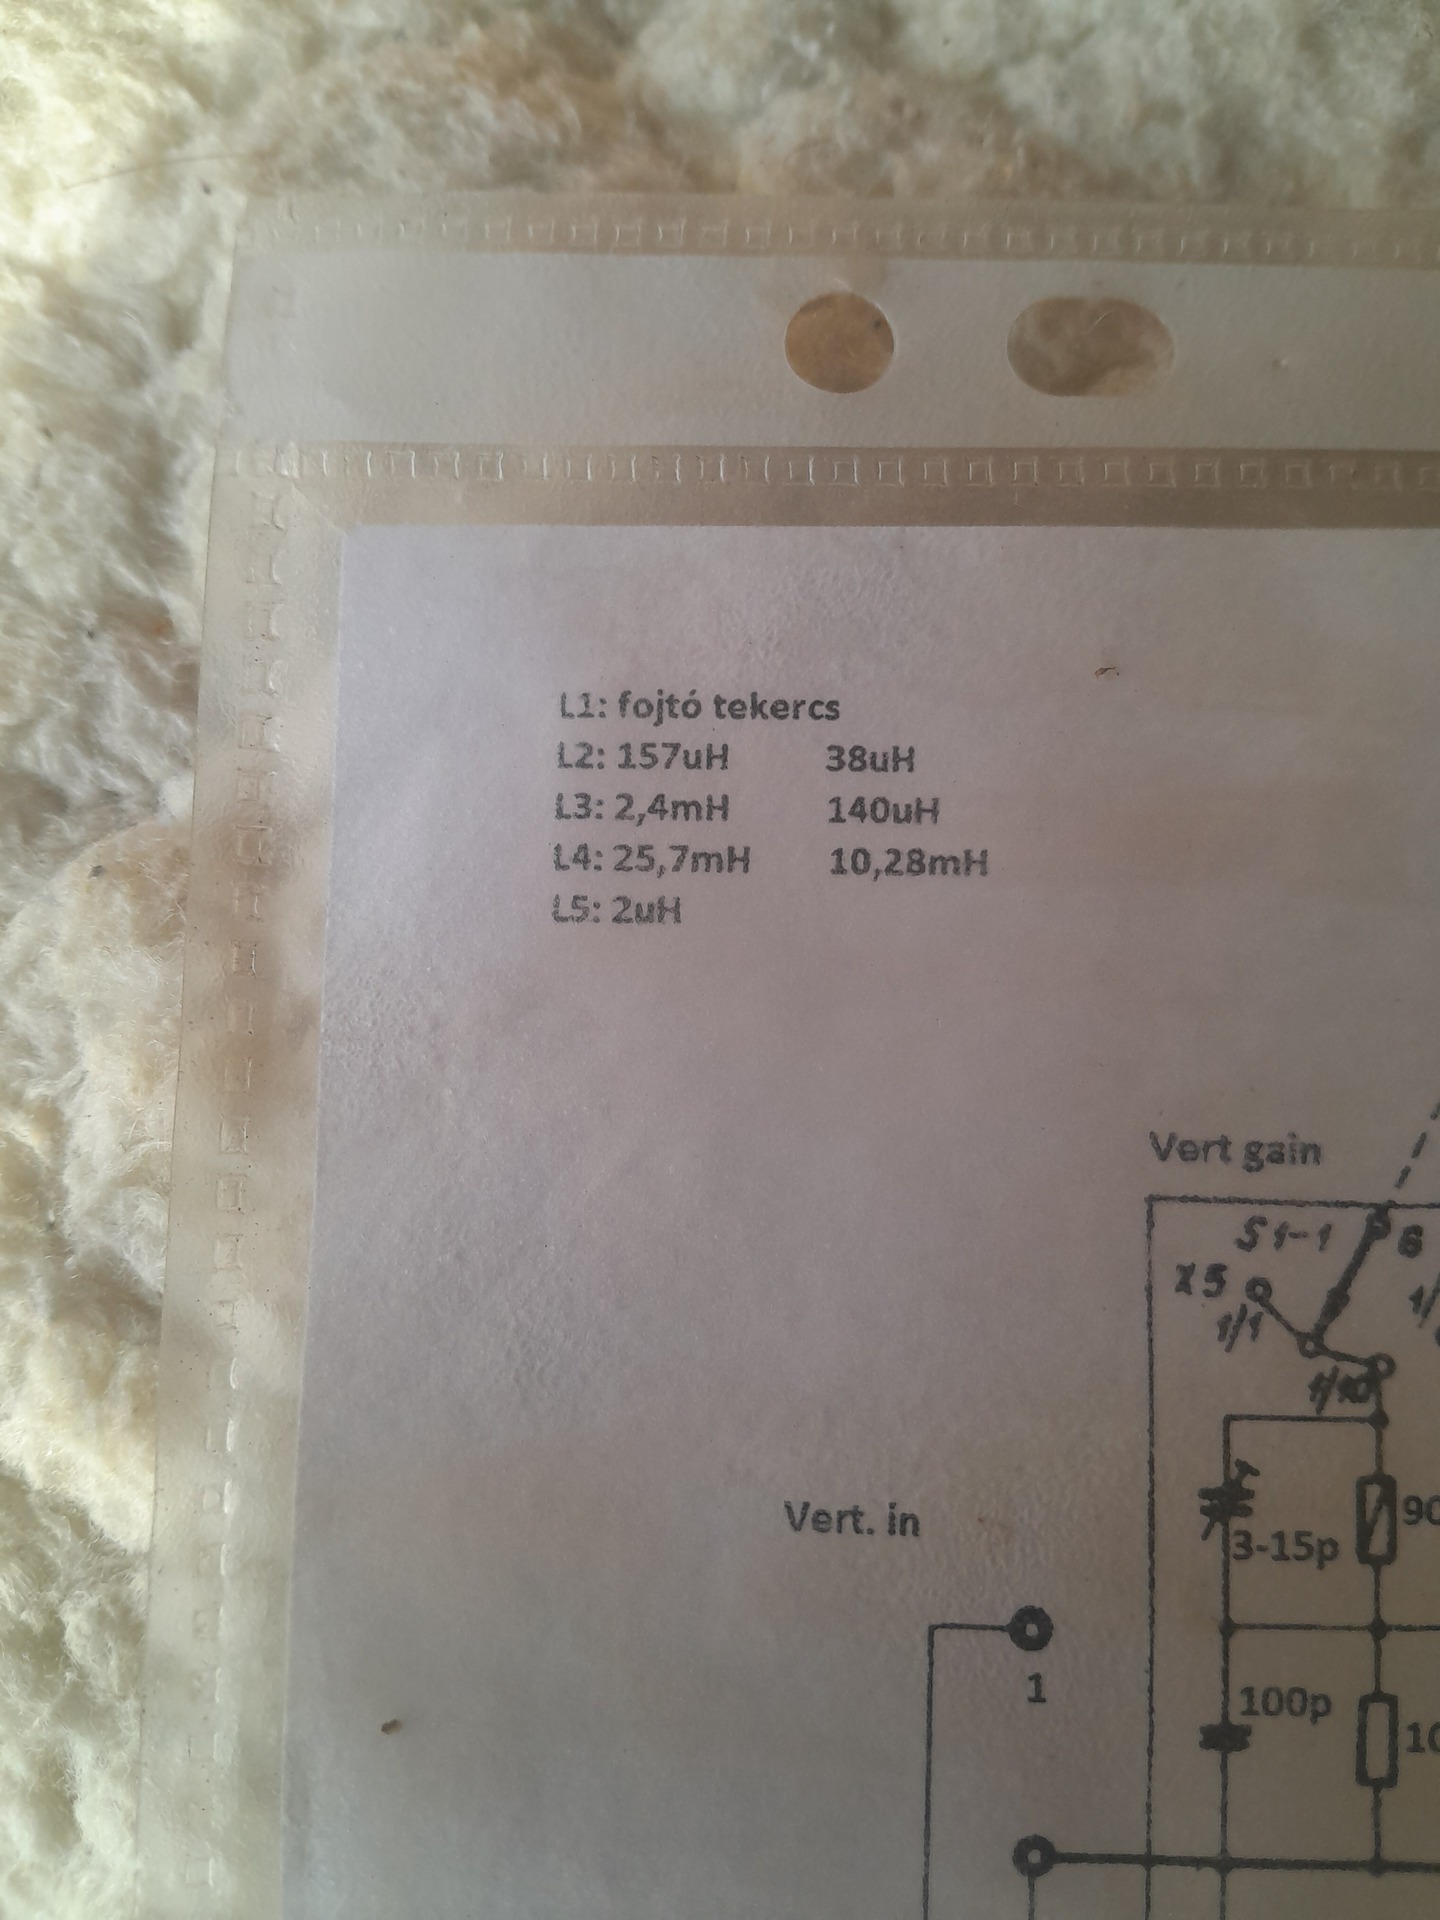 L1: fojtó tekercs
L2: 157uH 38uH
L3: 2,4mH 140uH
L4: 25,7mH 10,28mH
L5: 2uH
Vert gain
S1-1 6
x5
1/1
1/10
Vert. in
3-15p
1
100p